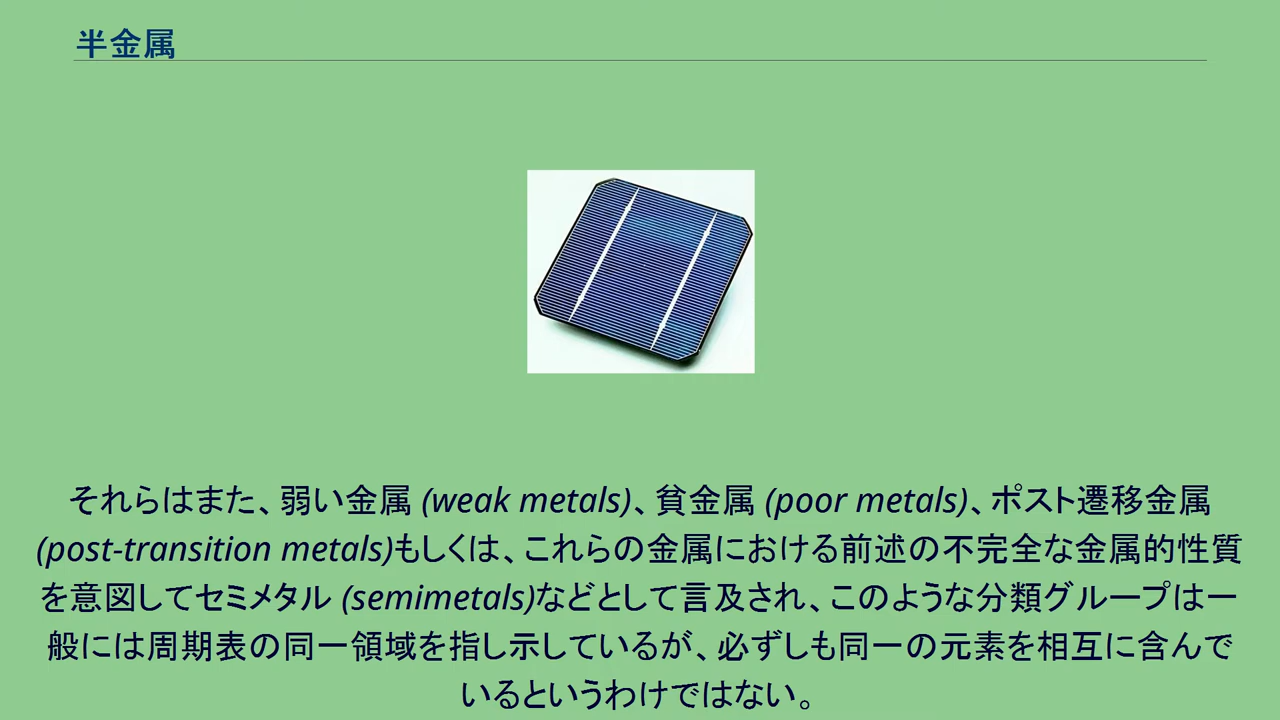 半金属
それらはまた、弱い金属 (weak metals)、貧金属 (poor metals)、ポスト遷移金属
(post-transition metals)もしくは、これらの金属における前述の不完全な金属的性質
を意図してセミメタル (semimetals)などとして言及され、このような分類グループは一
般には周期表の同一領域を指し示しているが、必ずしも同一の元素を相互に含んで
いるというわけではない。